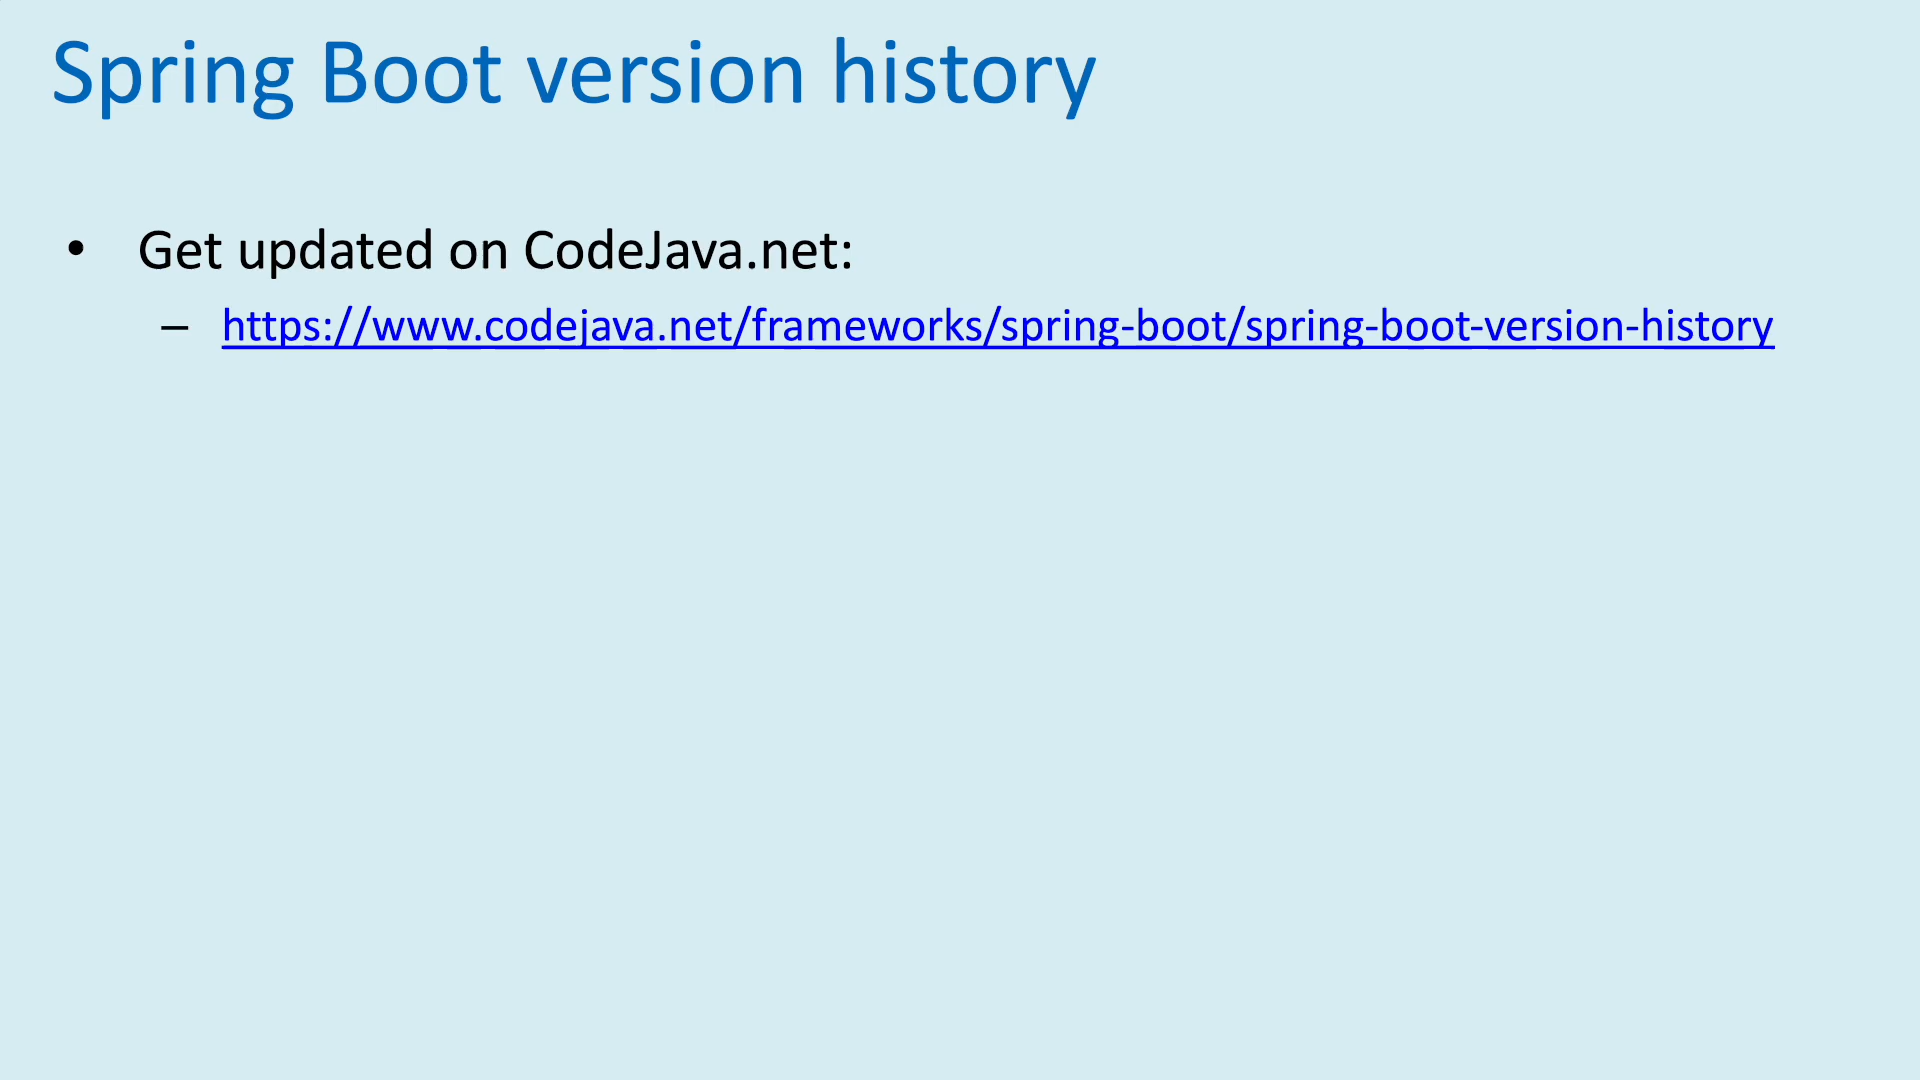 Spring Boot version history
• Get updated on CodeJava.net:
– https://www.codejava.net/frameworks/spring-boot/spring-boot-version-history